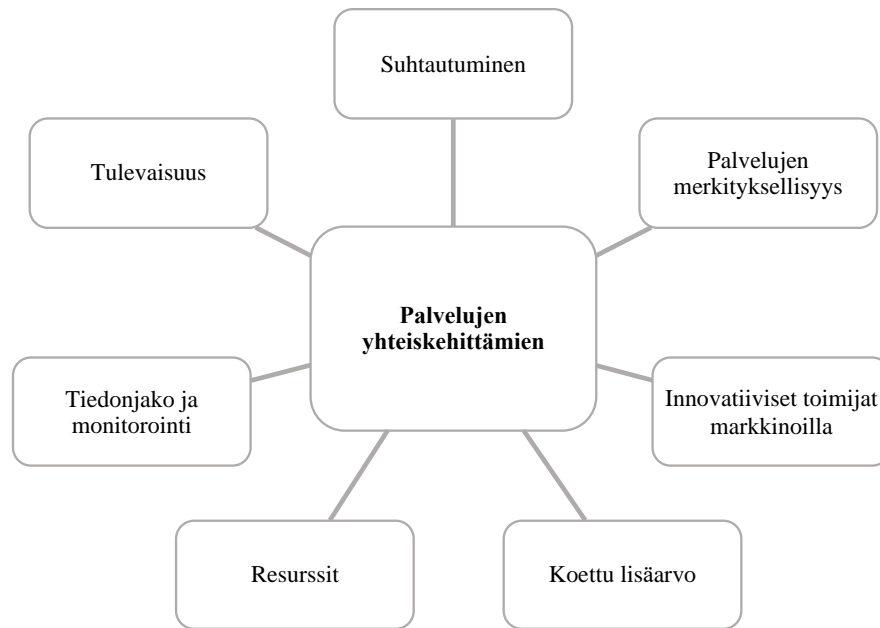 Suhtautuminen
Tulevaisuus
Palvelujen
merkityksellisyys
Palvelujen
yhteiskehittämien
Tiedonjako ja
monitorointi
Innovatiiviset toimijat
markkinoilla
Resurssit
Koettu lisäarvo